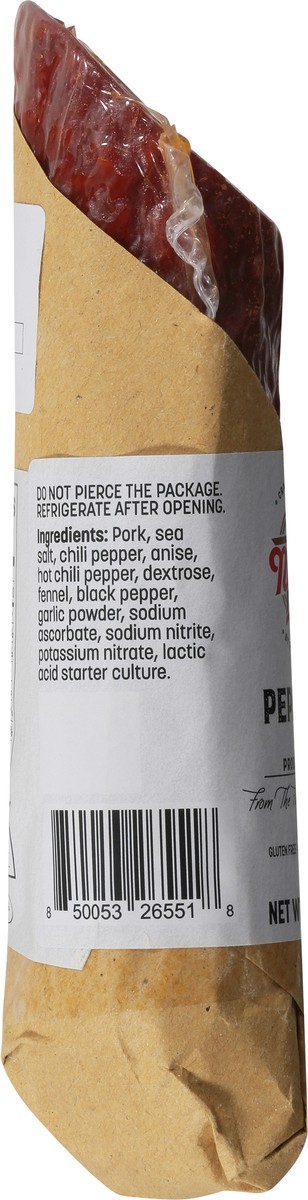 DO NOT PIERCE THE PACKAGE.
REFRIGERATE AFTER OPENING.
Ingredients: Pork, sea
salt, chili pepper, anise,
hot chili pepper, dextrose,
fennel, black pepper,
garlic powder, sodium
ascorbate, sodium nitrite,
potassium nitrate, lactic
acid starter culture.
8 50053 26551 8
From The
GLUTEN FREE
NET